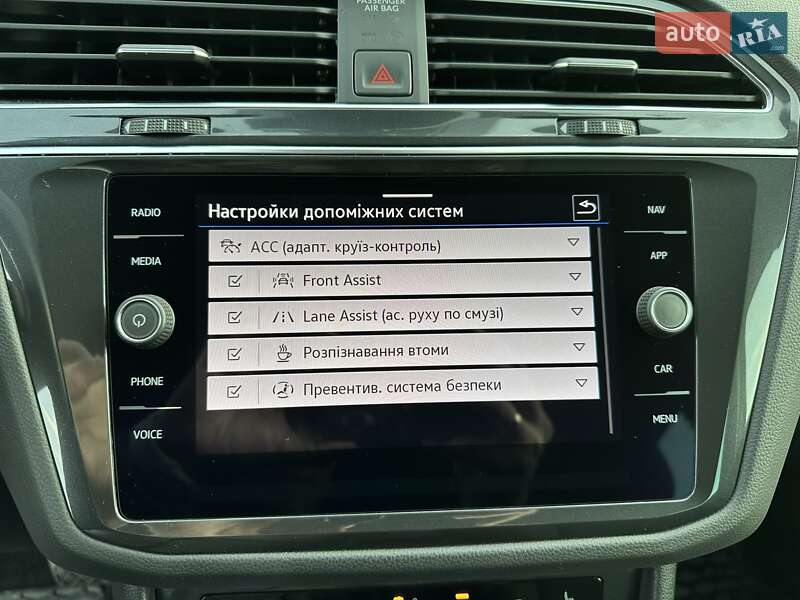 PASSENGER
AIR BAG
auto RIA.com
RADIO
MEDIA
PHONE
VOICE
Настройки допоміжних систем
ACC (адапт. круїз-контроль)
Front Assist
Lane Assist (ас. руху по смузі)
Розпізнавання втоми
Превентив. система безпеки
NAV
APP
CAR
MENU